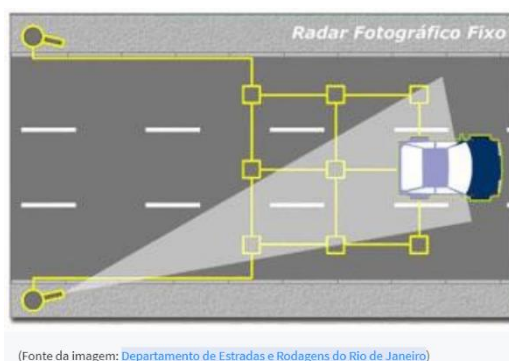 Radar Fotográfico Fixo
(Fonte da imagem: Departamento de Estradas e Rodagens do Rio de Janeiro)